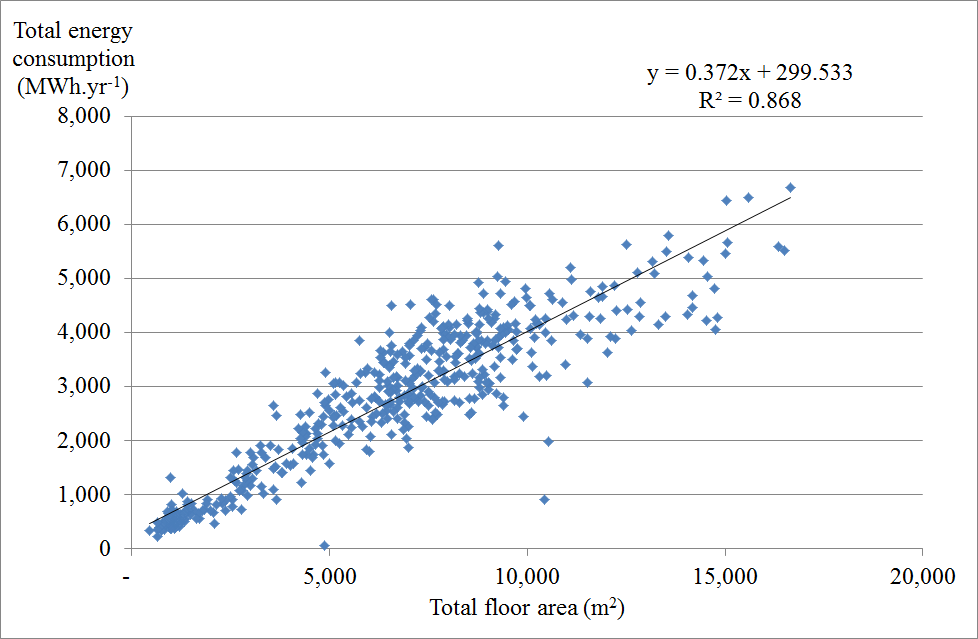 Total energy
consumption
(MWh.yr⁻¹)
y = 0.372x + 299.533
R² = 0.868
8,000
7,000
6,000
5,000
4,000
3,000
2,000
1,000
0
- 5,000 10,000 15,000 20,000
Total floor area (m²)